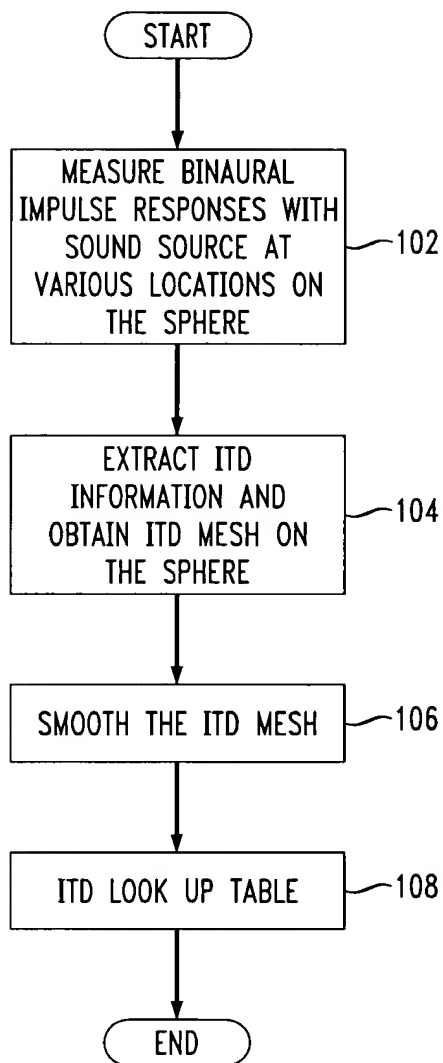 START
MEASURE BINAURAL
IMPULSE RESPONSES WITH
SOUND SOURCE AT
VARIOUS LOCATIONS ON
THE SPHERE
102
EXTRACT ITD
INFORMATION AND
OBTAIN ITD MESH ON
THE SPHERE
104
SMOOTH THE ITD MESH
106
ITD LOOK UP TABLE
108
END